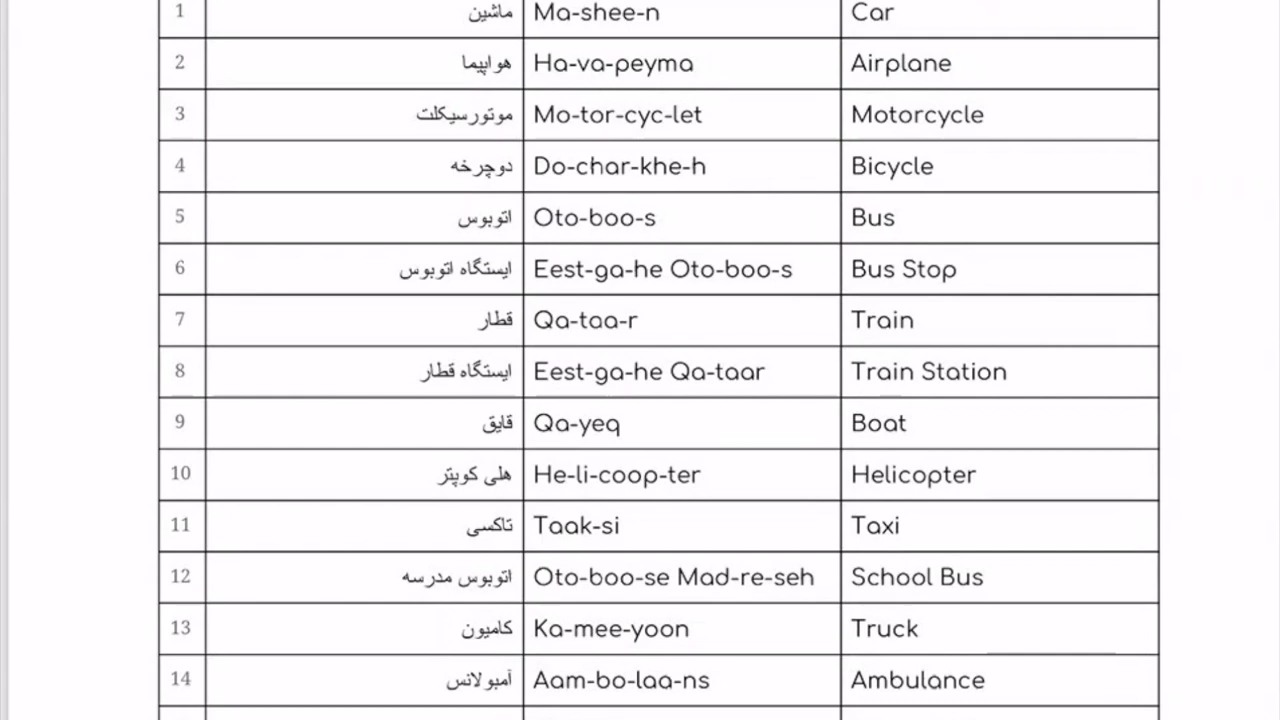 1 ماشین Ma-shee-n Car
2 هواپیما Ha-va-peyma Airplane
3 موتورسیکلت Mo-tor-cyc-let Motorcycle
4 دوچرخه Do-char-khe-h Bicycle
5 اتوبوس Oto-boo-s Bus
6 ایستگاه اتوبوس Eest-ga-he Oto-boo-s Bus Stop
7 قطار Qa-taa-r Train
8 ایستگاه قطار Eest-ga-he Qa-taar Train Station
9 قایق Qa-yeq Boat
10 هلی کوپتر He-li-coop-ter Helicopter
11 تاکسی Taak-si Taxi
12 اتوبوس مدرسه Oto-boo-se Mad-re-seh School Bus
13 کامیون Ka-mee-yoon Truck
14 آمبولانس Aam-bo-laa-ns Ambulance